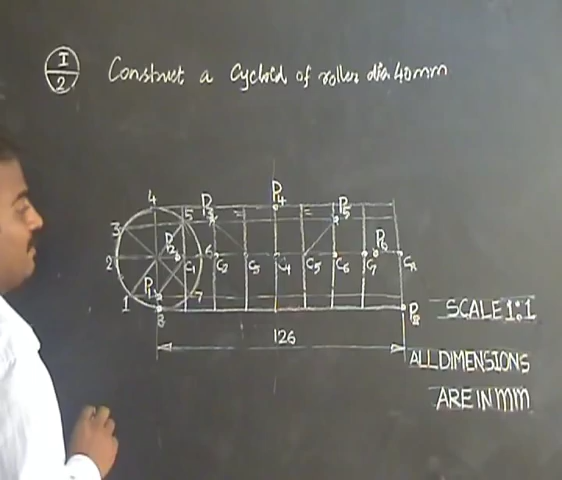 I
2
Construct a Cycloid of roller dia 40mm
4
P3
P4
5
P5
3
P2
6
P6
2
C1
C2
C3
C4
C5
C6
C7
C8
P1
1
7
8
P8
SCALE 1:1
126
ALL DIMENSIONS
ARE IN mm